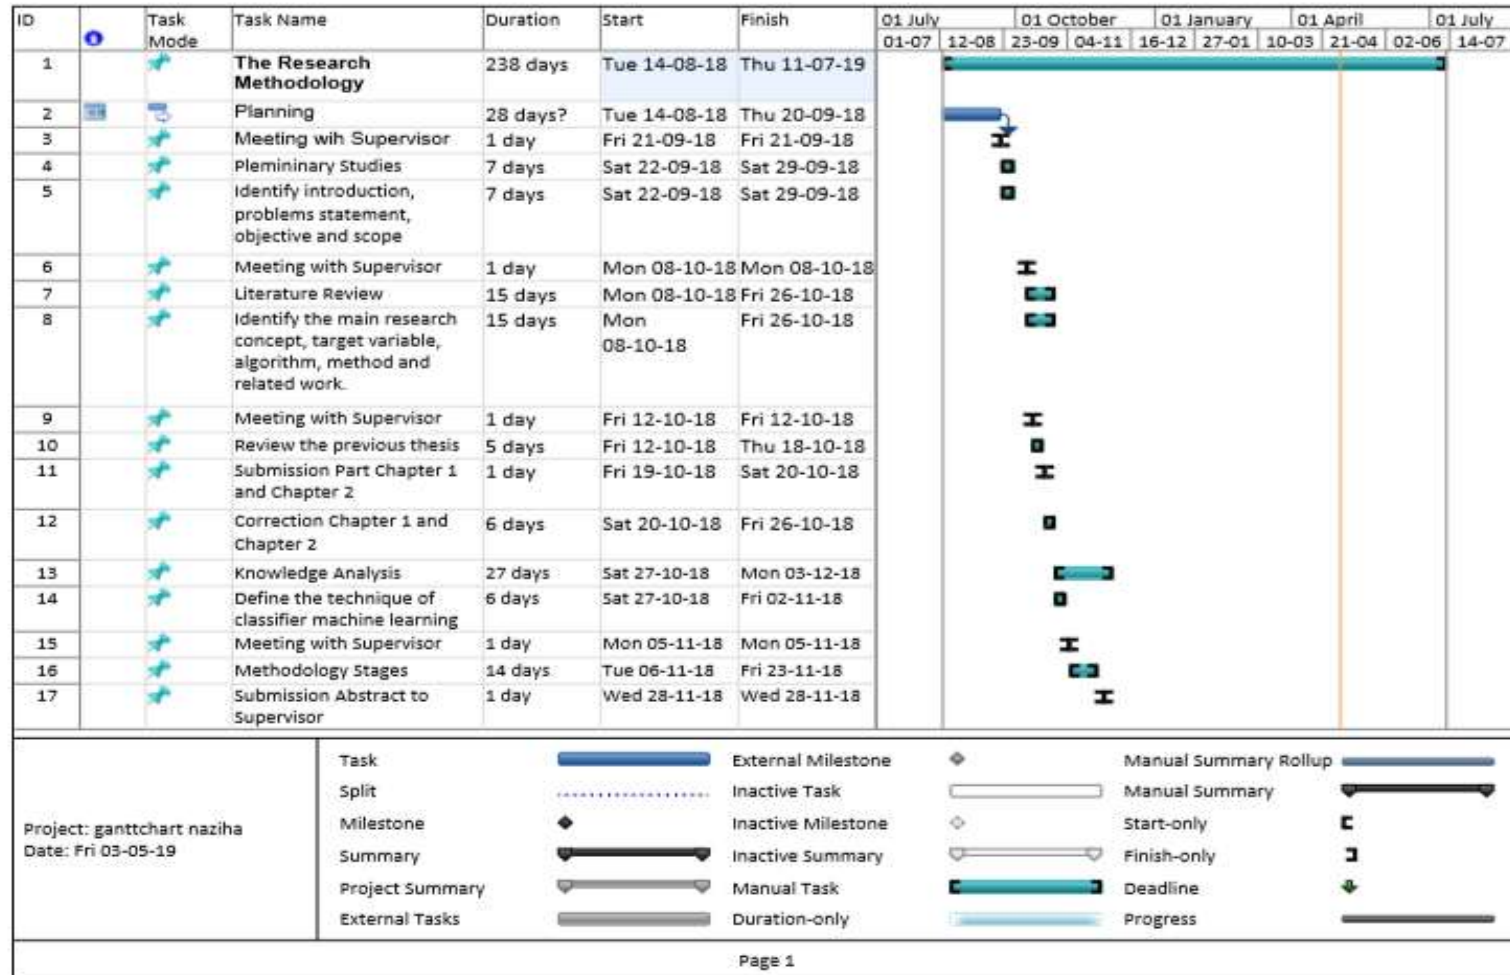 ID Task Mode Task Name Duration Start Finish 01 July 01 October 01 January 01 April 01 July
01-07 12-08 23-09 04-11 16-12 27-01 10-03 21-04 02-06 14-07
1 The Research 238 days Tue 14-08-18 Thu 11-07-19
Methodology
2 Planning 28 days? Tue 14-08-18 Thu 20-09-18
3 Meeting wih Supervisor 1 day Fri 21-09-18 Fri 21-09-18
4 Plemininary Studies 7 days Sat 22-09-18 Sat 29-09-18
5 Identify introduction, 7 days Sat 22-09-18 Sat 29-09-18
problems statement,
objective and scope
6 Meeting with Supervisor 1 day Mon 08-10-18 Mon 08-10-18
7 Literature Review 15 days Mon 08-10-18 Fri 26-10-18
8 Identify the main research 15 days Mon Fri 26-10-18
concept, target variable, 08-10-18
algorithm, method and
related work.
9 Meeting with Supervisor 1 day Fri 12-10-18 Fri 12-10-18
10 Review the previous thesis 5 days Fri 12-10-18 Thu 18-10-18
11 Submission Part Chapter 1 1 day Fri 19-10-18 Sat 20-10-18
and Chapter 2
12 Correction Chapter 1 and 6 days Sat 20-10-18 Fri 26-10-18
Chapter 2
13 Knowledge Analysis 27 days Sat 27-10-18 Mon 03-12-18
14 Define the technique of 6 days Sat 27-10-18 Fri 02-11-18
classifier machine learning
15 Meeting with Supervisor 1 day Mon 05-11-18 Mon 05-11-18
16 Methodology Stages 14 days Tue 06-11-18 Fri 23-11-18
17 Submission Abstract to 1 day Wed 28-11-18 Wed 28-11-18
Supervisor
Project: ganttchart naziha
Date: Fri 03-05-19
Task External Milestone Manual Summary Rollup
Split Inactive Task Manual Summary
Milestone Inactive Milestone Start-only
Summary Inactive Summary Finish-only
Project Summary Manual Task Deadline
External Tasks Duration-only Progress
Page 1